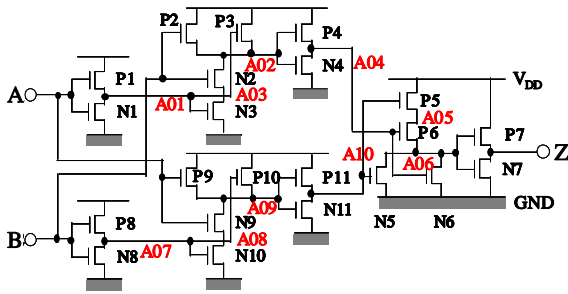 P2 P3 P4
P1 A02 N4 A04
N2 V_DD
A N1 A01 A03 P5
N3 A05
P6 P7
P9 P10 P11 A10 A06 Z
N7
A09 N11 GND
P8 N9 N5 N6
B A08
N8 A07 N10